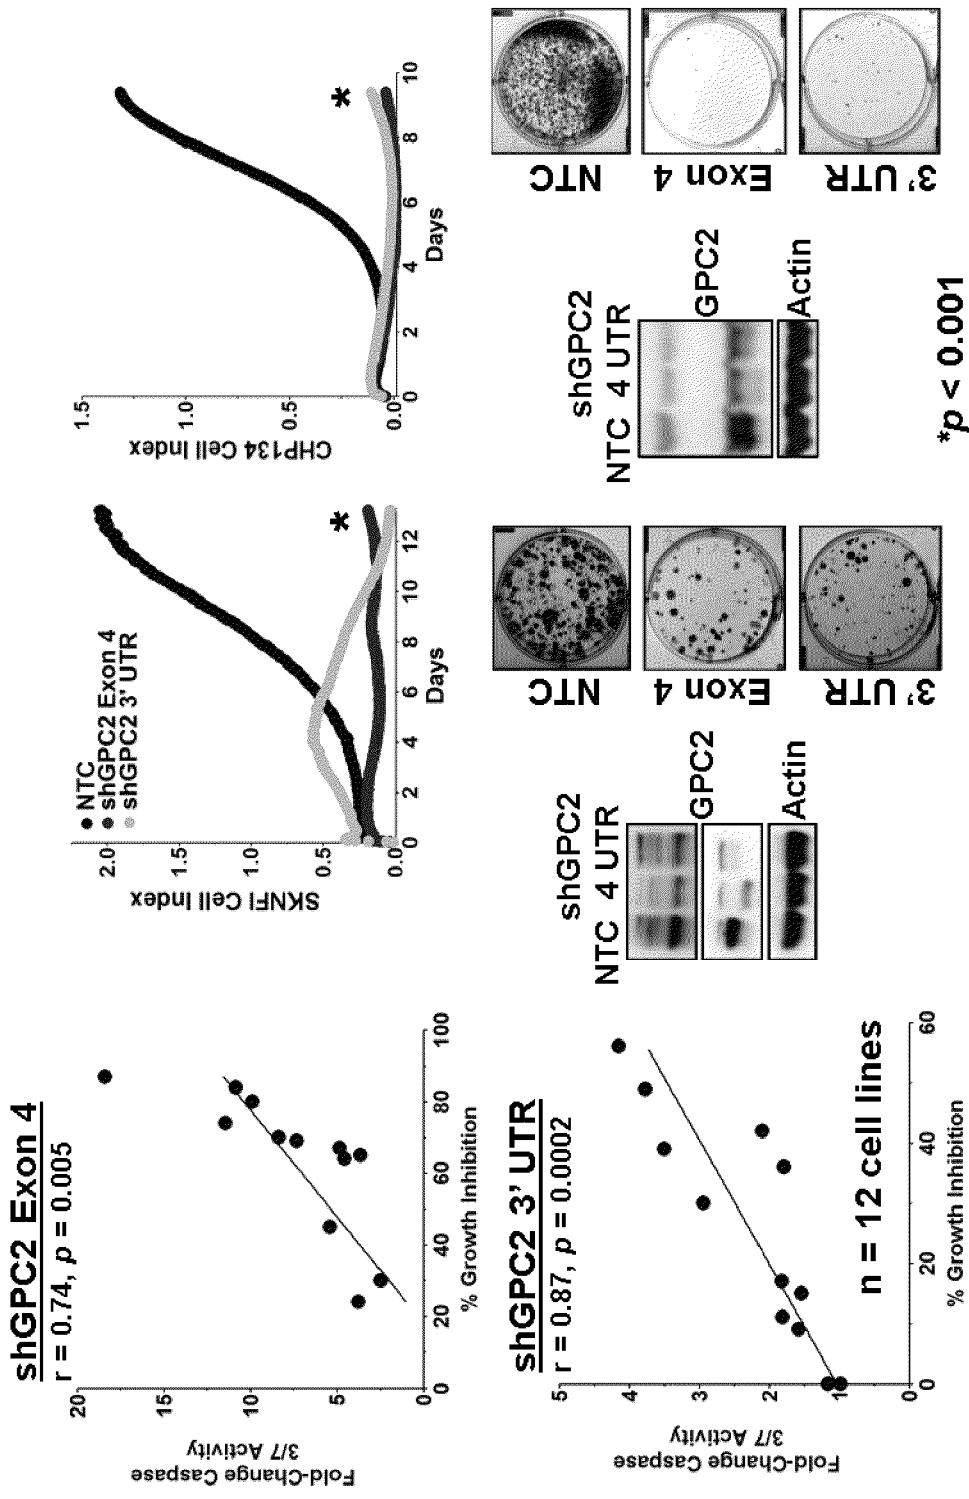 shGPC2 Exon 4
r = 0.74, p = 0.005
Fold-Change Caspase
3/7 Activity
20
15
10
5
0
0 20 40 60 80 100
% Growth Inhibition
shGPC2 3' UTR
r = 0.87, p = 0.0002
Fold-Change Caspase
3/7 Activity
5
4
3
2
1
0
0 20 40 60
% Growth Inhibition
n = 12 cell lines
SKNFI Cell Index
2.0
1.5
1.0
0.5
0.0
NTC
shGPC2 Exon 4
shGPC2 3' UTR
*
0 2 4 6 8 10 12
Days
CHP134 Cell Index
1.5
1.0
0.5
0.0
*
0 2 4 6 8 10
Days
shGPC2
NTC 4 UTR
GPC2
Actin
NTC
Exon 4
3' UTR
shGPC2
NTC 4 UTR
GPC2
Actin
NTC
Exon 4
3' UTR
*p < 0.001